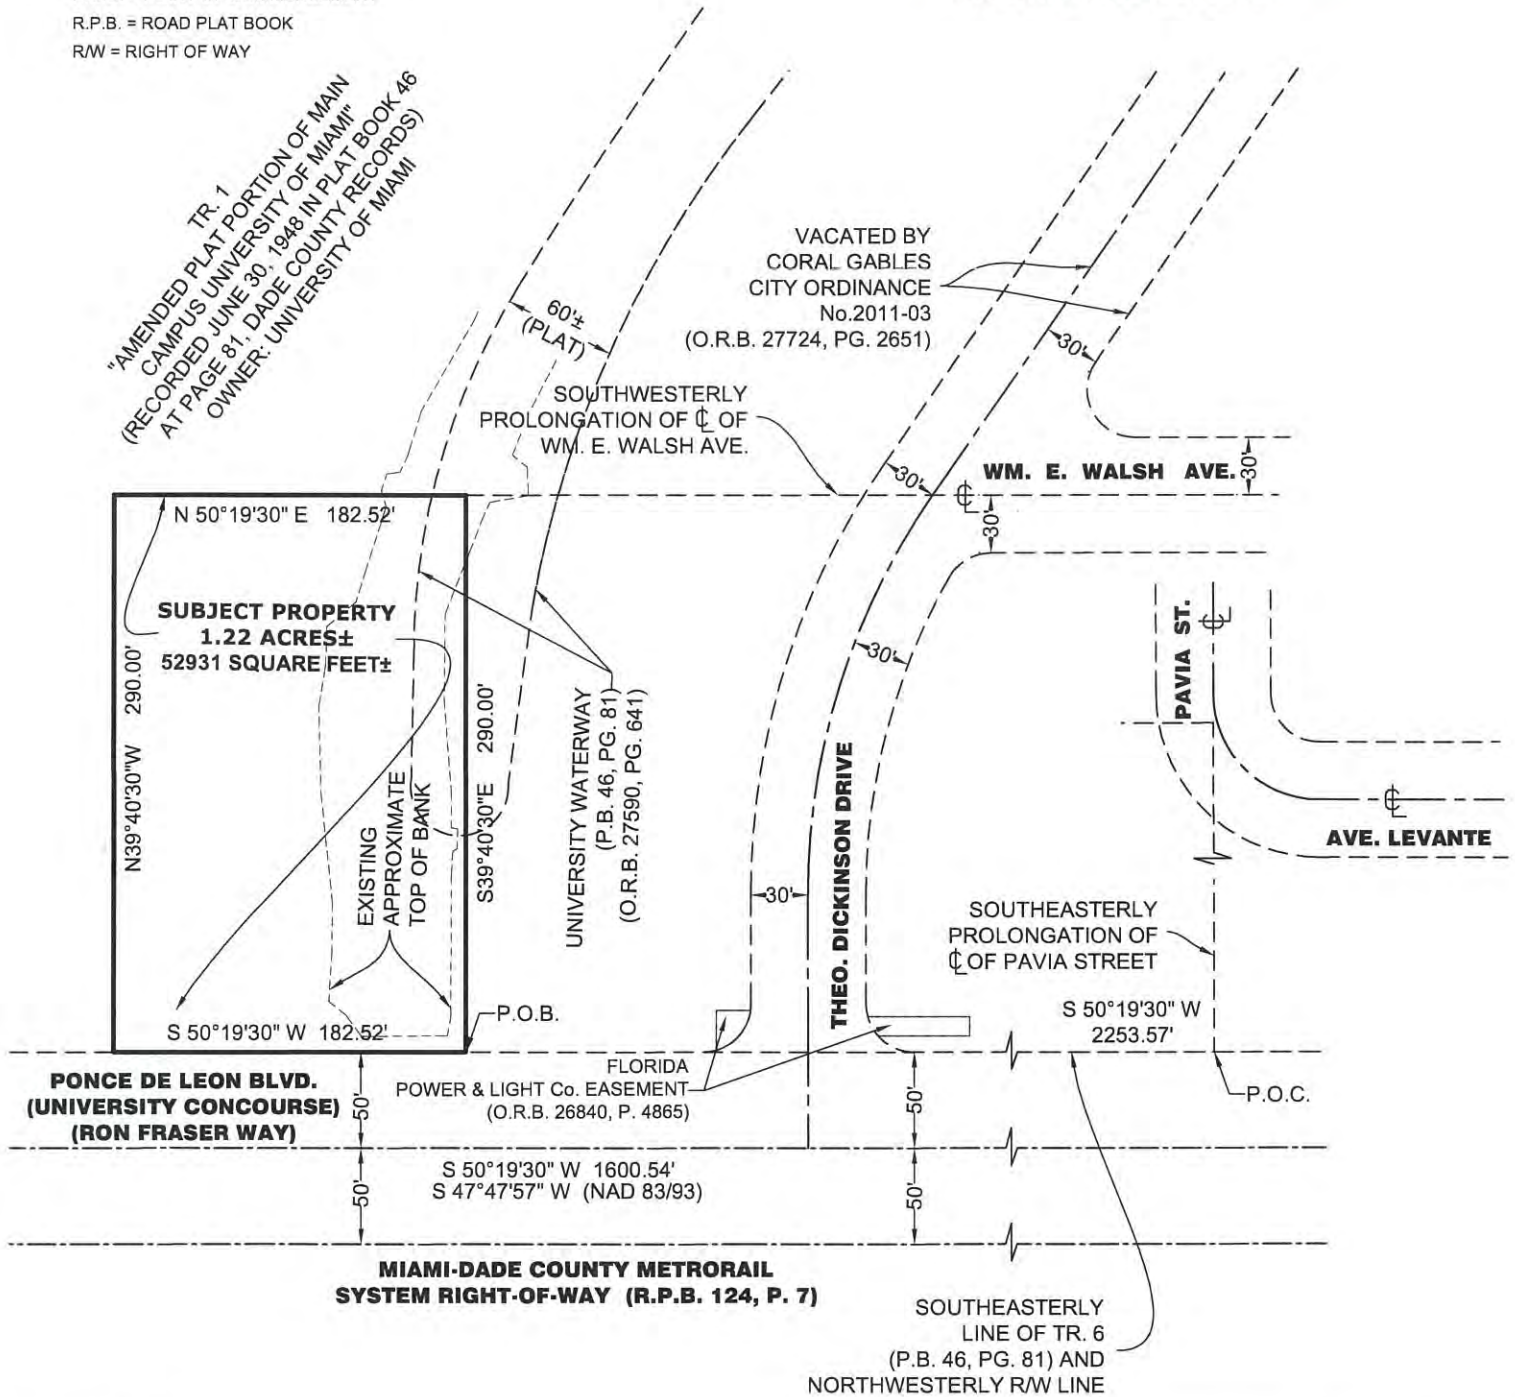 R.P.B. = ROAD PLAT BOOK
R/W = RIGHT OF WAY
TR. 1
"AMENDED PLAT PORTION OF MAIN
CAMPUS UNIVERSITY OF MIAMI"
(RECORDED JUNE 30, 1948 IN PLAT BOOK 46
AT PAGE 81, DADE COUNTY RECORDS)
OWNER: UNIVERSITY OF MIAMI
60'±
(PLAT)
VACATED BY
CORAL GABLES
CITY ORDINANCE
No.2011-03
(O.R.B. 27724, PG. 2651)
30'
SOUTHWESTERLY
PROLONGATION OF ℄ OF
WM. E. WALSH AVE.
30'
WM. E. WALSH AVE.
30'
℄
30'
N 50°19'30" E 182.52'
SUBJECT PROPERTY
1.22 ACRES±
52931 SQUARE FEET±
N39°40'30"W 290.00'
S39°40'30"E 290.00'
EXISTING
APPROXIMATE
TOP OF BANK
UNIVERSITY WATERWAY
(P.B. 46, PG. 81)
(O.R.B. 27590, PG. 641)
30'
30'
THEO. DICKINSON DRIVE
PAVIA ST.
℄
℄
AVE. LEVANTE
SOUTHEASTERLY
PROLONGATION OF
℄ OF PAVIA STREET
S 50°19'30" W
2253.57'
S 50°19'30" W 182.52'
P.O.B.
P.O.C.
PONCE DE LEON BLVD.
(UNIVERSITY CONCOURSE)
(RON FRASER WAY)
50'
FLORIDA
POWER & LIGHT Co. EASEMENT
(O.R.B. 26840, P. 4865)
50'
S 50°19'30" W 1600.54'
S 47°47'57" W (NAD 83/93)
50'
50'
MIAMI-DADE COUNTY METRORAIL
SYSTEM RIGHT-OF-WAY (R.P.B. 124, P. 7)
SOUTHEASTERLY
LINE OF TR. 6
(P.B. 46, PG. 81) AND
NORTHWESTERLY R/W LINE